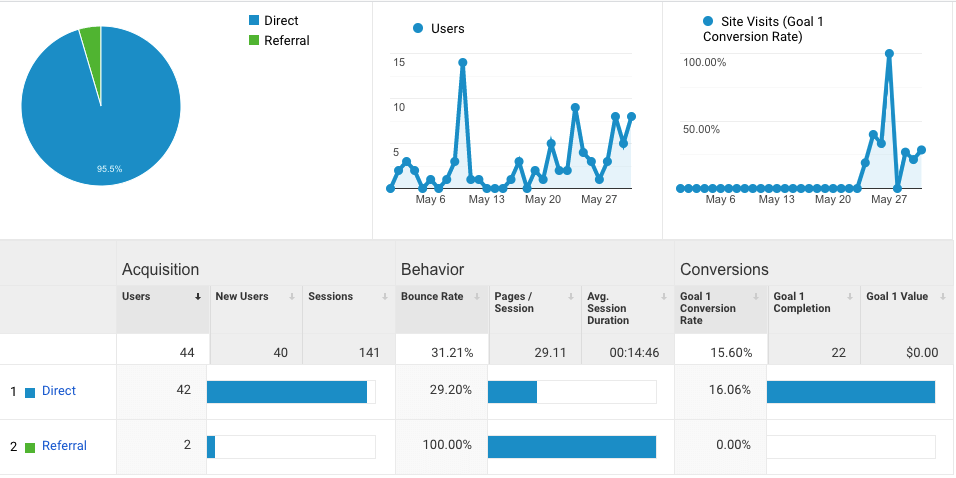 Direct
Referral
95.5%
Users
15
10
5
May 6 May 13 May 20 May 27
Site Visits (Goal 1
Conversion Rate)
100.00%
50.00%
May 6 May 13 May 20 May 27
Acquisition Behavior Conversions
Users New Users Sessions Bounce Rate Pages / Session Avg. Session Duration Goal 1 Conversion Rate Goal 1 Completion Goal 1 Value
44 40 141 31.21% 29.11 00:14:46 15.60% 22 $0.00
1 Direct 42 29.20% 16.06%
2 Referral 2 100.00% 0.00%